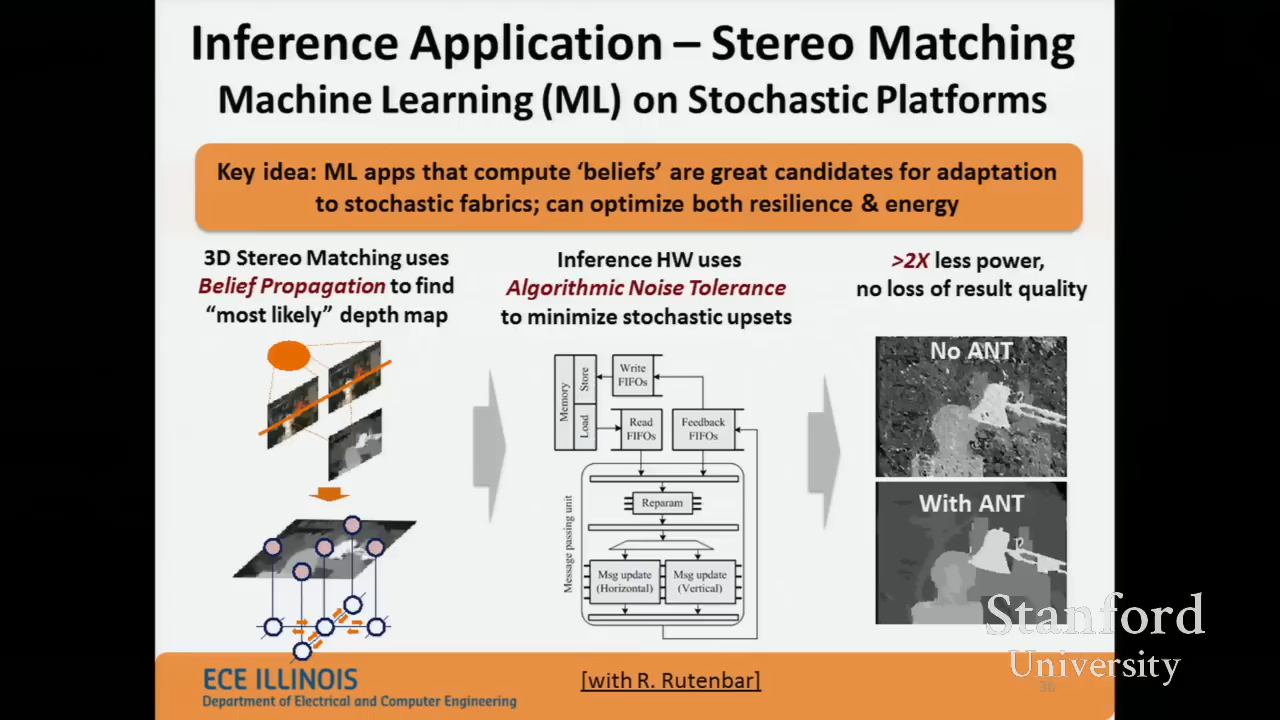 Inference Application – Stereo Matching
Machine Learning (ML) on Stochastic Platforms
Key idea: ML apps that compute ‘beliefs’ are great candidates for adaptation
to stochastic fabrics; can optimize both resilience & energy
3D Stereo Matching uses
Belief Propagation to find
“most likely” depth map
Inference HW uses
Algorithmic Noise Tolerance
to minimize stochastic upsets
>2X less power,
no loss of result quality
Memory
Store
Load
Write
FIFOs
Read
FIFOs
Feedback
FIFOs
Message passing unit
Reparam
Msg update
(Horizontal)
Msg update
(Vertical)
No ANT
With ANT
Stanford
University
ECE ILLINOIS
Department of Electrical and Computer Engineering
[with R. Rutenbar]
36